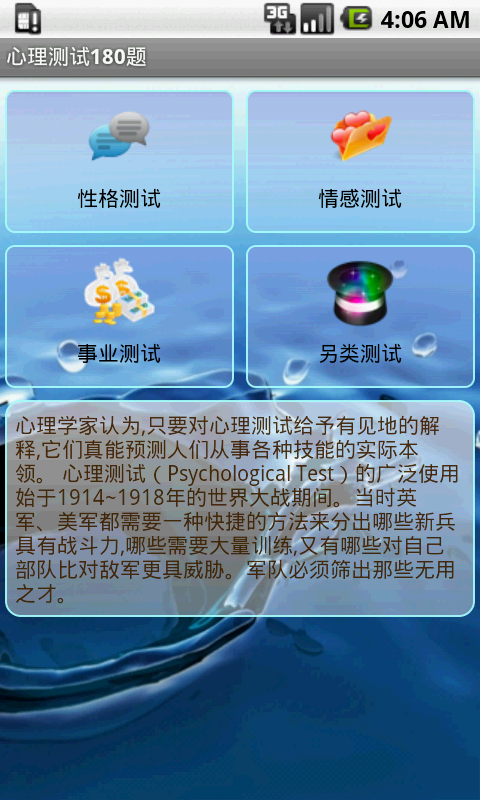 3G
4:06 AM
心理测试180题
性格测试
情感测试
事业测试
另类测试
心理学家认为,只要对心理测试给予有见地的解
释,它们真能预测人们从事各种技能的实际本
领。 心理测试（Psychological Test）的广泛使用
始于1914~1918年的世界大战期间。当时英
军、美军都需要一种快捷的方法来分出哪些新兵
具有战斗力,哪些需要大量训练,又有哪些对自己
部队比对敌军更具威胁。军队必须筛出那些无用
之才。